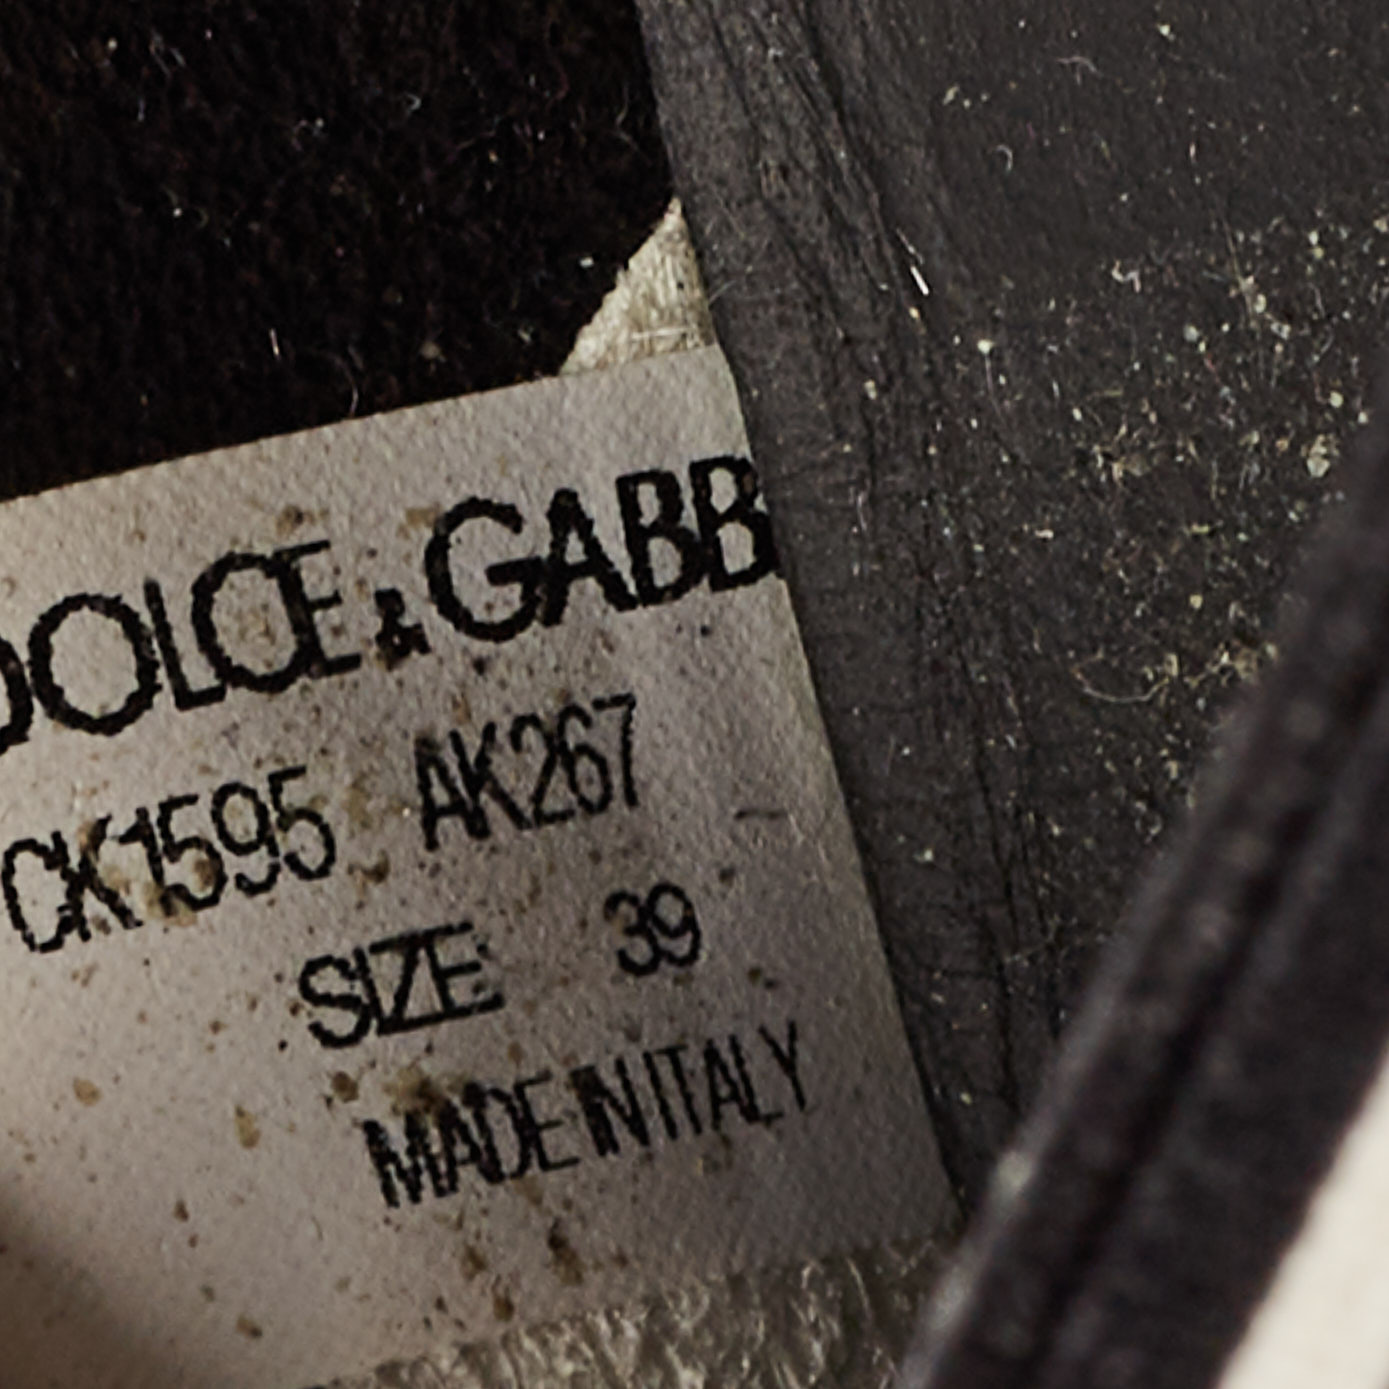 DOLCE & GABB
CK1595 AK267
SIZE 39
MADE IN ITALY